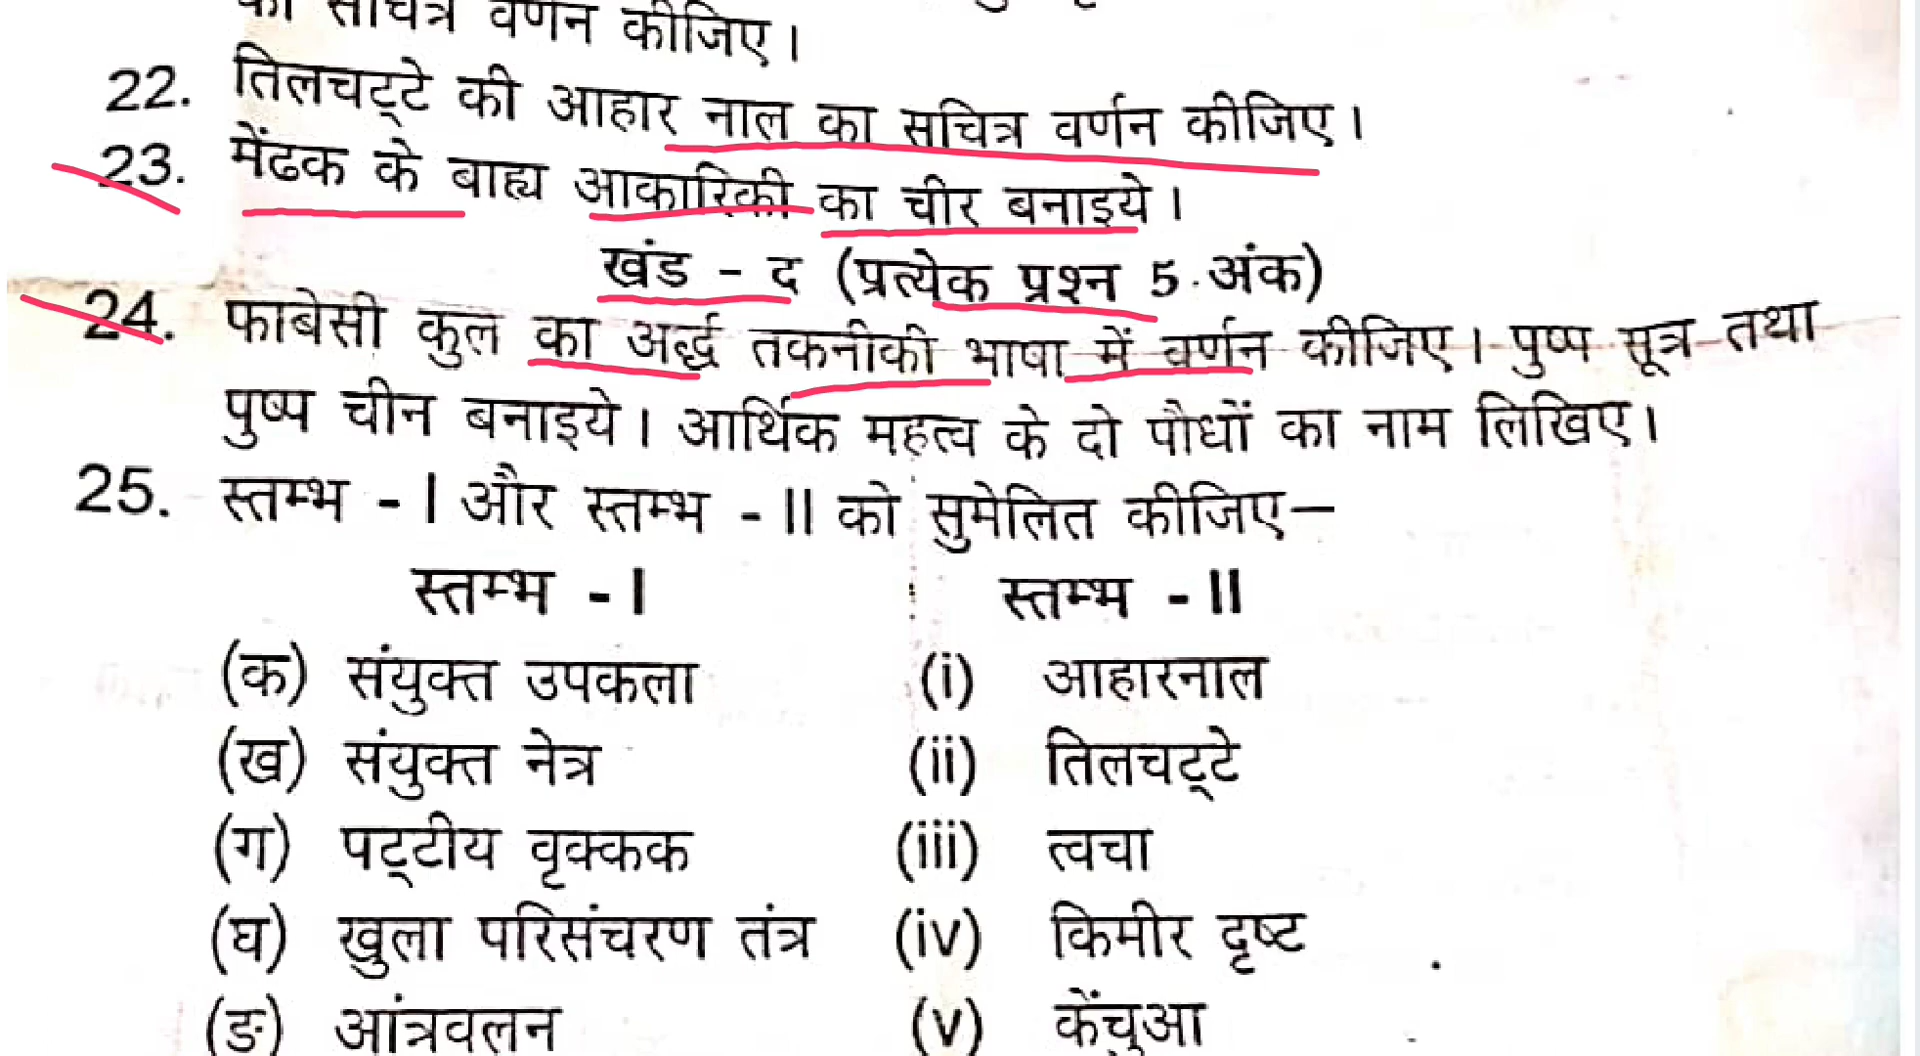 का सचित्र वर्णन कीजिए।
22. तिलचट्टे की आहार नाल का सचित्र वर्णन कीजिए।
23. मेंढक के बाह्य आकारिकी का चीर बनाइये।
खंड - द (प्रत्येक प्रश्न 5 अंक)
24. फाबेसी कुल का अर्द्ध तकनीकी भाषा में वर्णन कीजिए। पुष्प सूत्र तथा
पुष्प चीन बनाइये। आर्थिक महत्व के दो पौधों का नाम लिखिए।
25. स्तम्भ - I और स्तम्भ - II को सुमेलित कीजिए–
स्तम्भ - I स्तम्भ - II
(क) संयुक्त उपकला (i) आहारनाल
(ख) संयुक्त नेत्र (ii) तिलचट्टे
(ग) पट्टीय वृक्कक (iii) त्वचा
(घ) खुला परिसंचरण तंत्र (iv) किमीर दृष्ट
(ङ) आंत्रवलन (v) केंचुआ